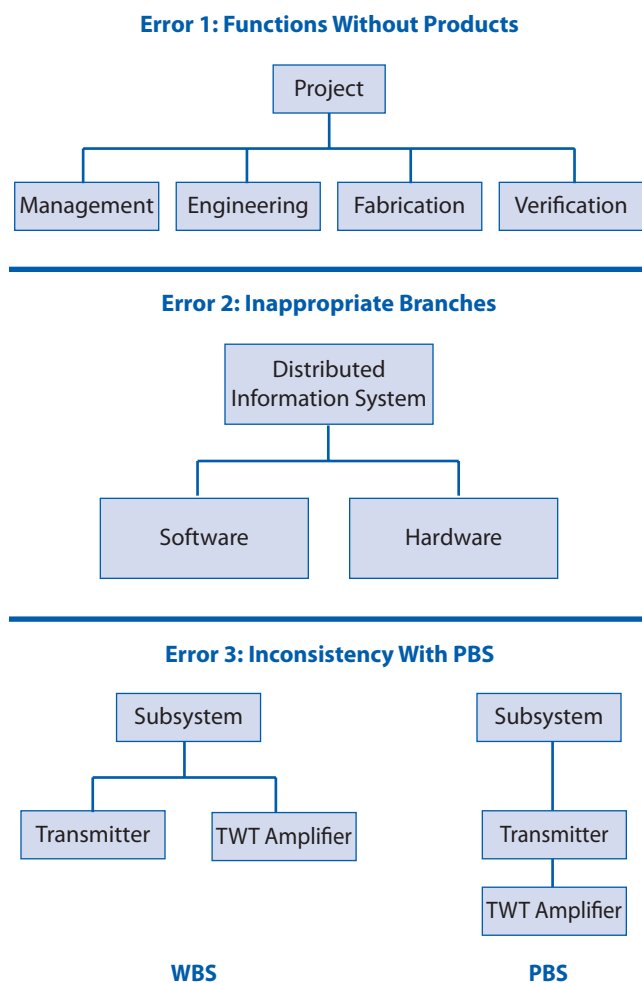 Error 1: Functions Without Products
Project
Management
Engineering
Fabrication
Verification
Error 2: Inappropriate Branches
Distributed
Information System
Software
Hardware
Error 3: Inconsistency With PBS
Subsystem
Transmitter
TWT Amplifier
WBS
Subsystem
Transmitter
TWT Amplifier
PBS